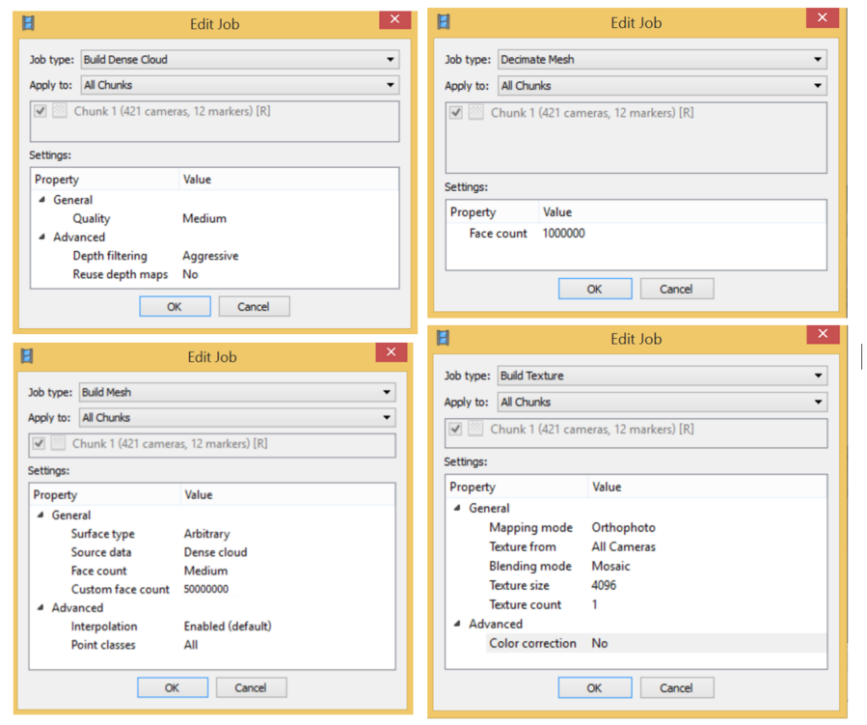 Edit Job
Job type: Build Dense Cloud
Apply to: All Chunks
Chunk 1 (421 cameras, 12 markers) [R]
Settings:
Property Value
General
Quality Medium
Advanced
Depth filtering Aggressive
Reuse depth maps No
OK Cancel
Edit Job
Job type: Decimate Mesh
Apply to: All Chunks
Chunk 1 (421 cameras, 12 markers) [R]
Settings:
Property Value
Face count 1000000
OK Cancel
Edit Job
Job type: Build Mesh
Apply to: All Chunks
Chunk 1 (421 cameras, 12 markers) [R]
Settings:
Property Value
General
Surface type Arbitrary
Source data Dense cloud
Face count Medium
Custom face count 50000000
Advanced
Interpolation Enabled (default)
Point classes All
OK Cancel
Edit Job
Job type: Build Texture
Apply to: All Chunks
Chunk 1 (421 cameras, 12 markers) [R]
Settings:
Property Value
General
Mapping mode Orthophoto
Texture from All Cameras
Blending mode Mosaic
Texture size 4096
Texture count 1
Advanced
Color correction No
OK Cancel